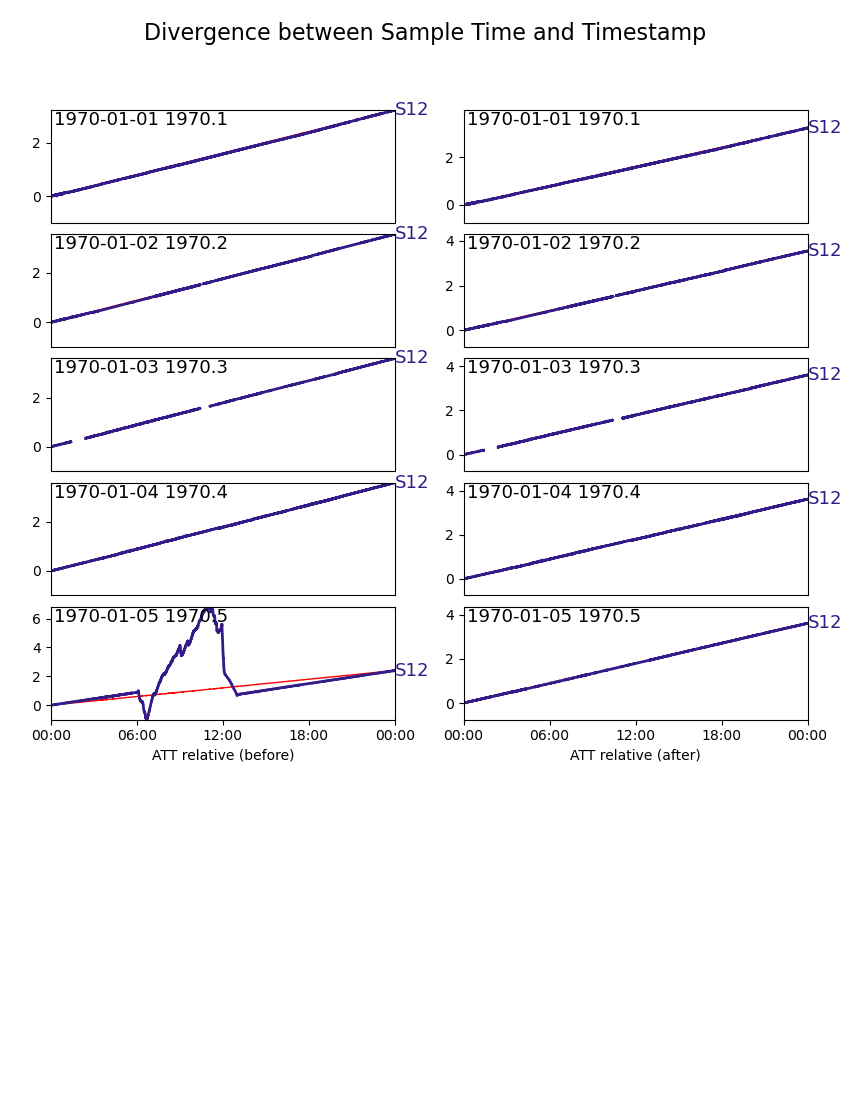 Divergence between Sample Time and Timestamp
1970-01-01 1970.1
S12
2
0
1970-01-01 1970.1
S12
2
0
1970-01-02 1970.2
S12
2
0
1970-01-02 1970.2
S12
4
2
0
1970-01-03 1970.3
S12
2
0
1970-01-03 1970.3
S12
4
2
0
1970-01-04 1970.4
S12
2
0
1970-01-04 1970.4
S12
4
2
0
1970-01-05 1970.5
S12
6
4
2
0
00:00 06:00 12:00 18:00 00:00
ATT relative (before)
1970-01-05 1970.5
S12
4
2
0
00:00 06:00 12:00 18:00 00:00
ATT relative (after)